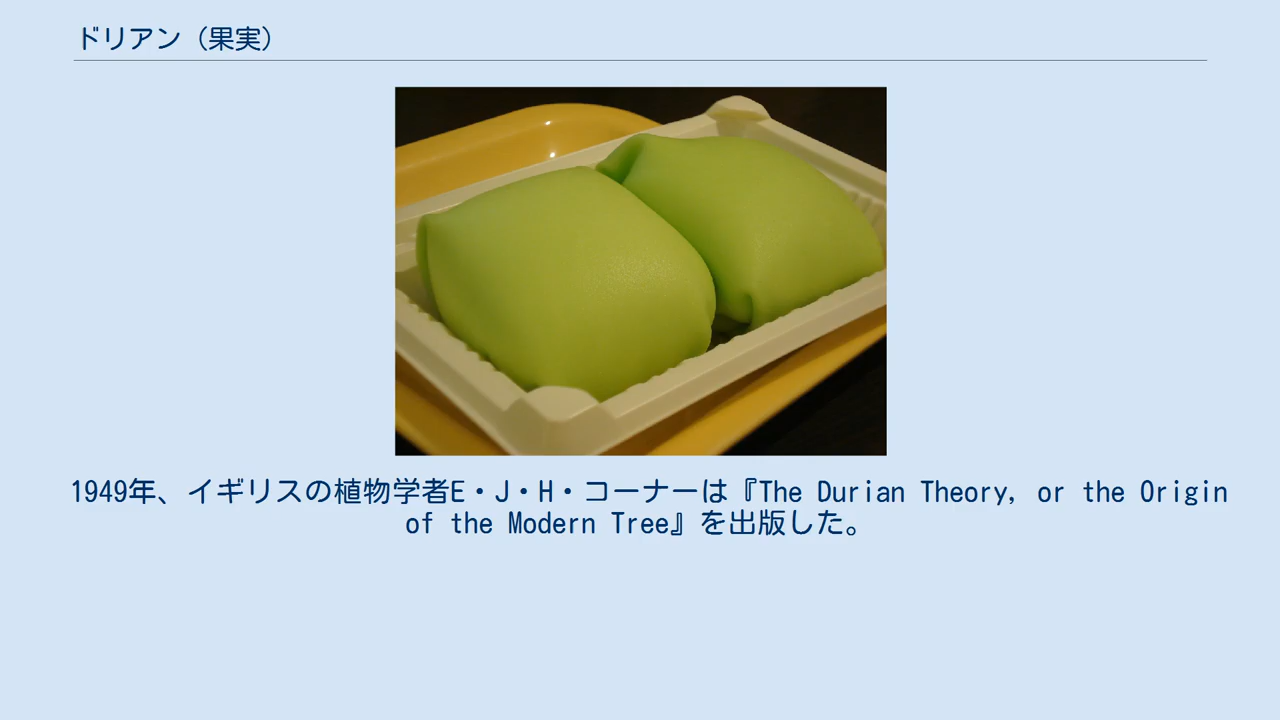 ドリアン（果実）
1949年、イギリスの植物学者E・J・H・コーナーは『The Durian Theory, or the Origin
of the Modern Tree』を出版した。